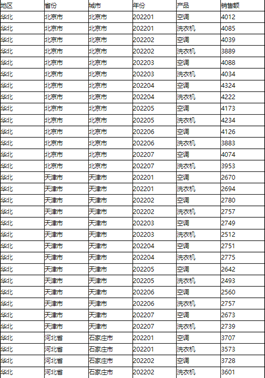 地区 省份 城市 年份 产品 销售额
华北 北京市 北京市 202201 空调 4012
华北 北京市 北京市 202201 洗衣机 4085
华北 北京市 北京市 202202 空调 4039
华北 北京市 北京市 202202 洗衣机 3889
华北 北京市 北京市 202203 空调 4088
华北 北京市 北京市 202203 洗衣机 4034
华北 北京市 北京市 202204 空调 4324
华北 北京市 北京市 202204 洗衣机 4222
华北 北京市 北京市 202205 空调 4173
华北 北京市 北京市 202205 洗衣机 4234
华北 北京市 北京市 202206 空调 4126
华北 北京市 北京市 202206 洗衣机 3883
华北 北京市 北京市 202207 空调 4074
华北 北京市 北京市 202207 洗衣机 3953
华北 天津市 天津市 202201 空调 2670
华北 天津市 天津市 202201 洗衣机 2694
华北 天津市 天津市 202202 空调 2780
华北 天津市 天津市 202202 洗衣机 2757
华北 天津市 天津市 202203 空调 2749
华北 天津市 天津市 202203 洗衣机 2512
华北 天津市 天津市 202204 空调 2751
华北 天津市 天津市 202204 洗衣机 2775
华北 天津市 天津市 202205 空调 2642
华北 天津市 天津市 202205 洗衣机 2493
华北 天津市 天津市 202206 空调 2560
华北 天津市 天津市 202206 洗衣机 2757
华北 天津市 天津市 202207 空调 2673
华北 天津市 天津市 202207 洗衣机 2739
华北 河北省 石家庄市 202201 空调 3707
华北 河北省 石家庄市 202201 洗衣机 3573
华北 河北省 石家庄市 202202 空调 3728
华北 河北省 石家庄市 202202 洗衣机 3601